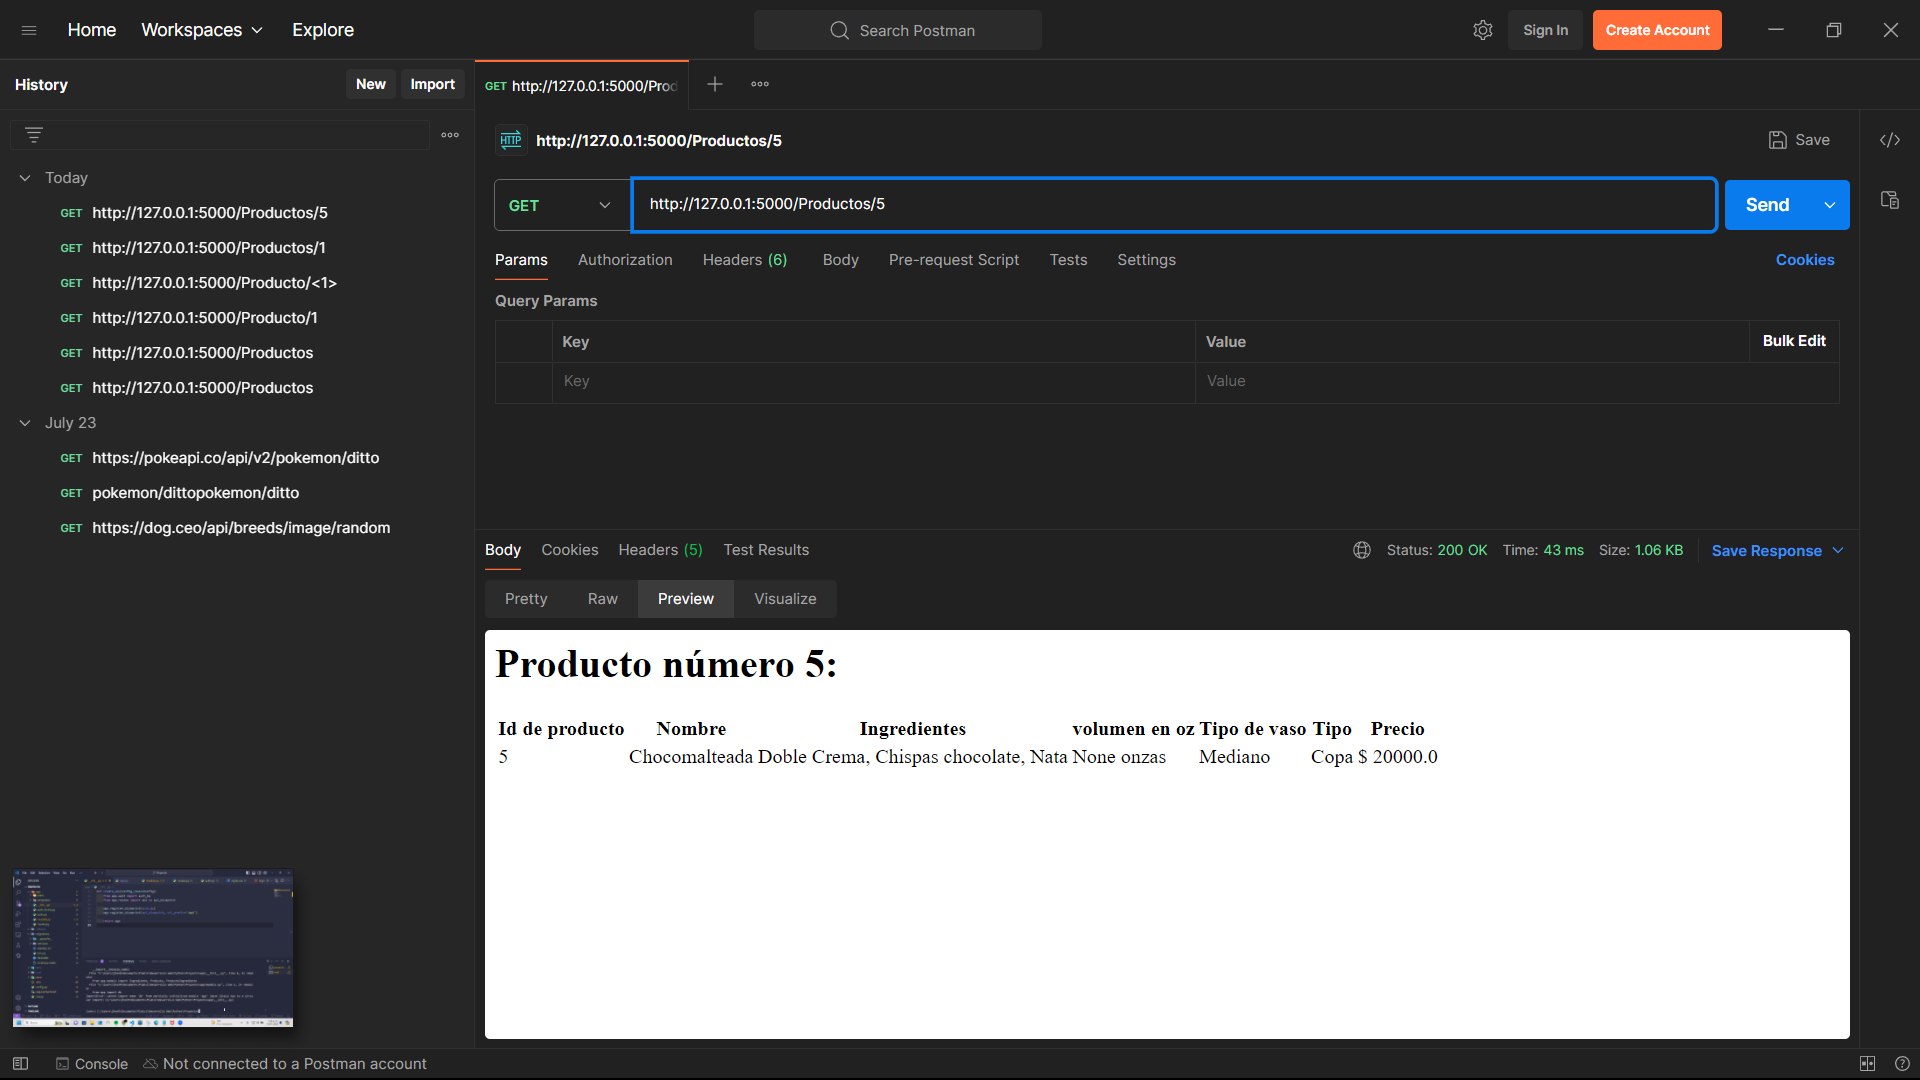 Home
Workspaces
Explore
Search Postman
Sign In
Create Account
History
New
Import
GET http://127.0.0.1:5000/Prod
Today
GET http://127.0.0.1:5000/Productos/5
GET http://127.0.0.1:5000/Productos/1
GET http://127.0.0.1:5000/Producto/<1>
GET http://127.0.0.1:5000/Producto/1
GET http://127.0.0.1:5000/Productos
GET http://127.0.0.1:5000/Productos
July 23
GET https://pokeapi.co/api/v2/pokemon/ditto
GET pokemon/dittopokemon/ditto
GET https://dog.ceo/api/breeds/image/random
HTTP http://127.0.0.1:5000/Productos/5
Save
GET
http://127.0.0.1:5000/Productos/5
Send
Params Authorization Headers (6) Body Pre-request Script Tests Settings Cookies
Query Params
Key Value Bulk Edit
Key Value
Body Cookies Headers (5) Test Results
Status: 200 OK Time: 43 ms Size: 1.06 KB Save Response
Pretty Raw Preview Visualize
Producto número 5:
Id de producto Nombre Ingredientes volumen en oz Tipo de vaso Tipo Precio
5 Chocomalteada Doble Crema, Chispas chocolate, Nata None onzas Mediano Copa $ 20000.0
Console
Not connected to a Postman account